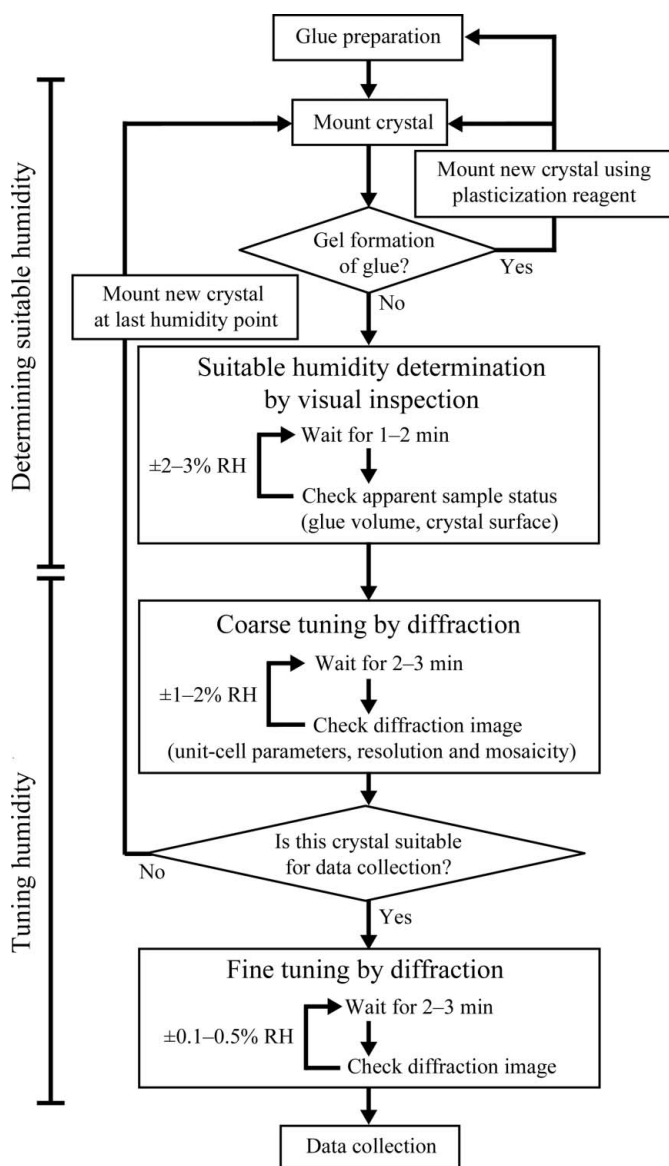 Glue preparation
Mount crystal
Mount new crystal using
plasticization reagent
Gel formation
of glue?
Yes
No
Mount new crystal
at last humidity point
Determining suitable humidity
Suitable humidity determination
by visual inspection
Wait for 1–2 min
±2–3% RH
Check apparent sample status
(glue volume, crystal surface)
Tuning humidity
Coarse tuning by diffraction
Wait for 2–3 min
±1–2% RH
Check diffraction image
(unit-cell parameters, resolution and mosaicity)
Is this crystal suitable
for data collection?
No
Yes
Fine tuning by diffraction
Wait for 2–3 min
±0.1–0.5% RH
Check diffraction image
Data collection